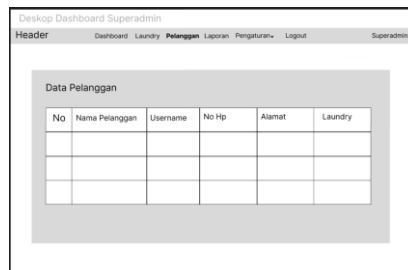 Deskop Dashboard Superadmin
Header Dashboard Laundry Pelanggan Laporan Pengaturan Logout Superadmin
Data Pelanggan
No Nama Pelanggan Username No Hp Alamat Laundry